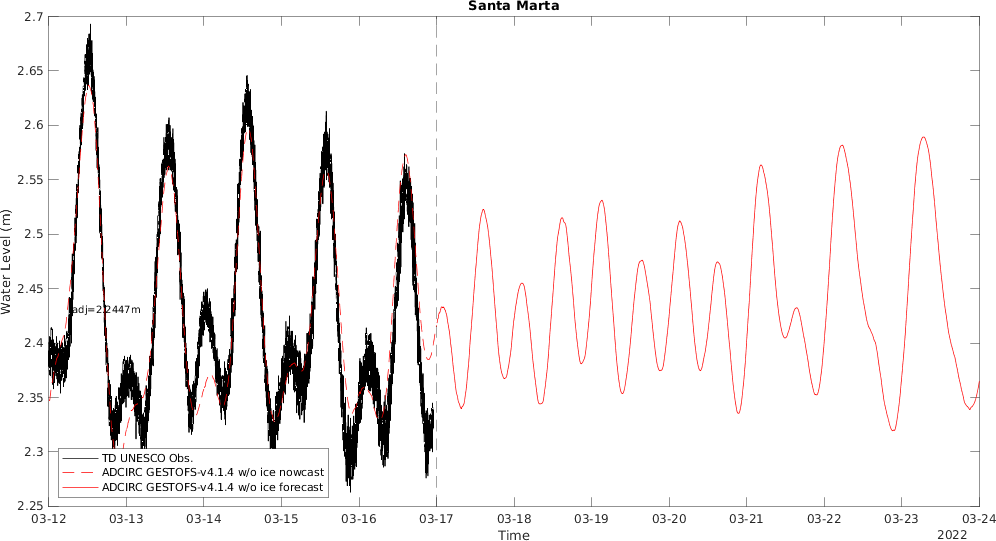 Santa Marta
2.7
2.65
2.6
2.55
2.5
2.45
2.4
2.35
2.3
2.25
Water Level (m)
adj=2.2447m
TD UNESCO Obs.
ADCIRC GESTOFS-v4.1.4 w/o ice nowcast
ADCIRC GESTOFS-v4.1.4 w/o ice forecast
03-12 03-13 03-14 03-15 03-16 03-17 03-18 03-19 03-20 03-21 03-22 03-23 03-24
Time
2022